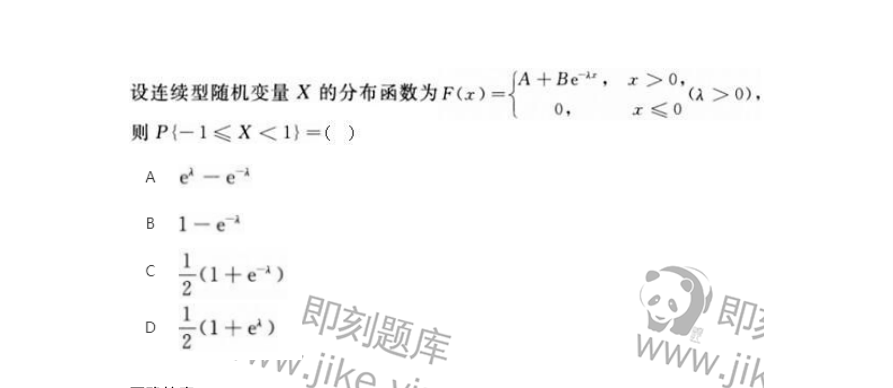 设连续型随机变量 X 的分布函数为 F(x)={A+Be^{-λx}, x>0, 0, x≤0 (λ>0),
则 P{-1≤X<1}=( )
A e^{λ}-e^{-λ}
B 1-e^{-λ}
C \frac{1}{2}(1+e^{-λ})
D \frac{1}{2}(1+e^{λ})
即刻题库
www.jike
即
www.jik